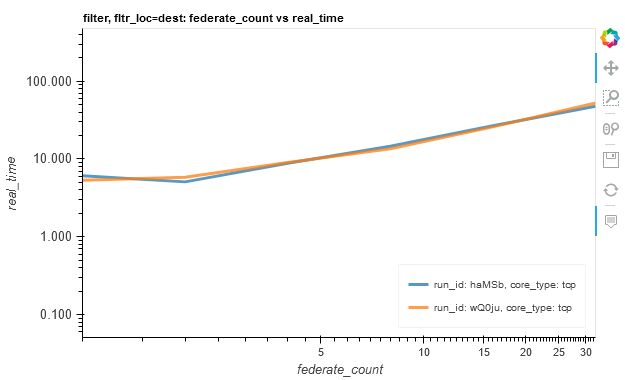 filter, fltr_loc=dest: federate_count vs real_time
100.000
10.000
1.000
0.100
real_time
run_id: haMSb, core_type: tcp
run_id: wQ0ju, core_type: tcp
5 10 15 20 25 30
federate_count